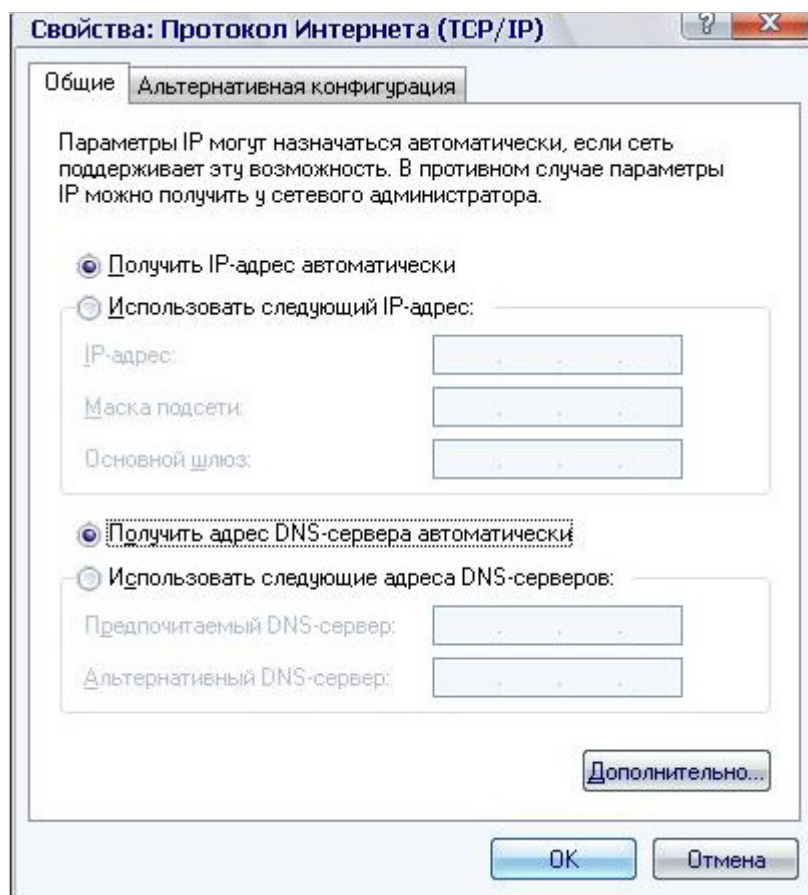 Свойства: Протокол Интернета (TCP/IP)
?
X
Общие
Альтернативная конфигурация
Параметры IP могут назначаться автоматически, если сеть
поддерживает эту возможность. В противном случае параметры
IP можно получить у сетевого администратора.
Получить IP-адрес автоматически
Использовать следующий IP-адрес:
IP-адрес:
Маска подсети:
Основной шлюз:
Получить адрес DNS-сервера автоматически
Использовать следующие адреса DNS-серверов:
Предпочитаемый DNS-сервер:
Альтернативный DNS-сервер:
Дополнительно...
OK
Отмена